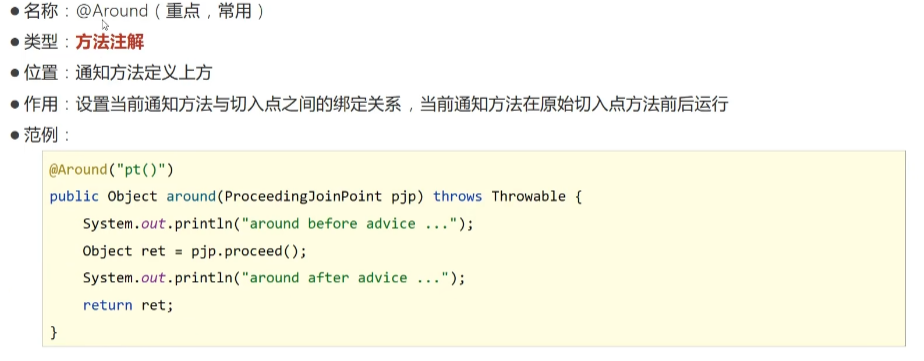 ●名称：@Around（重点，常用）
●类型：方法注解
●位置：通知方法定义上方
●作用：设置当前通知方法与切入点之间的绑定关系，当前通知方法在原始切入点方法前后运行
●范例：
@Around("pt()")
public Object around(ProceedingJoinPoint pjp) throws Throwable {
    System.out.println("around before advice ...");
    Object ret = pjp.proceed();
    System.out.println("around after advice ...");
    return ret;
}